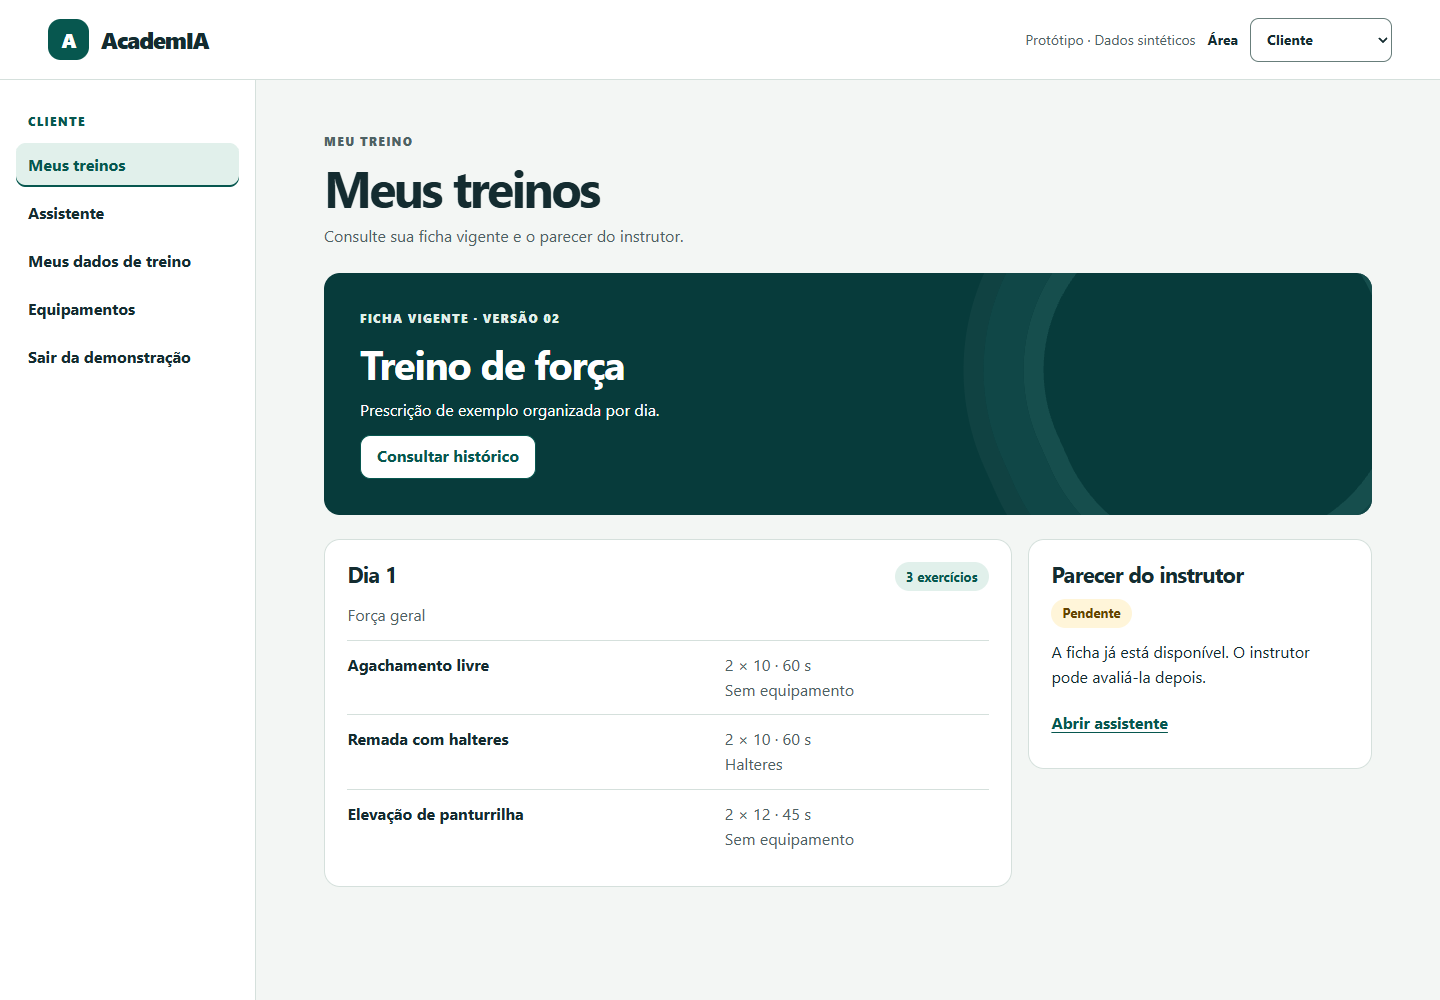 A
AcademIA
Protótipo · Dados sintéticos
Área
Cliente
CLIENTE
Meus treinos
Assistente
Meus dados de treino
Equipamentos
Sair da demonstração
MEU TREINO
Meus treinos
Consulte sua ficha vigente e o parecer do instrutor.
FICHA VIGENTE · VERSÃO 02
Treino de força
Prescrição de exemplo organizada por dia.
Consultar histórico
Dia 1
3 exercícios
Força geral
Agachamento livre
2 × 10 · 60 s
Sem equipamento
Remada com halteres
2 × 10 · 60 s
Halteres
Elevação de panturrilha
2 × 12 · 45 s
Sem equipamento
Parecer do instrutor
Pendente
A ficha já está disponível. O instrutor
pode avaliá-la depois.
Abrir assistente